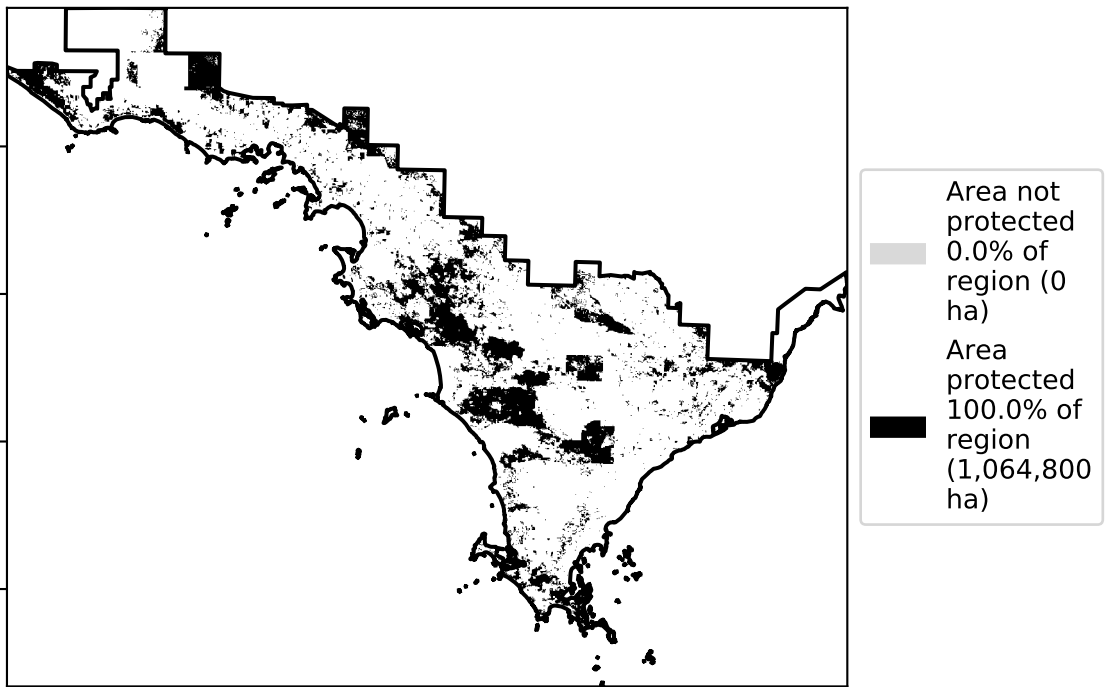 Area not
protected
0.0% of
region (0
ha)
Area
protected
100.0% of
region
(1,064,800
ha)